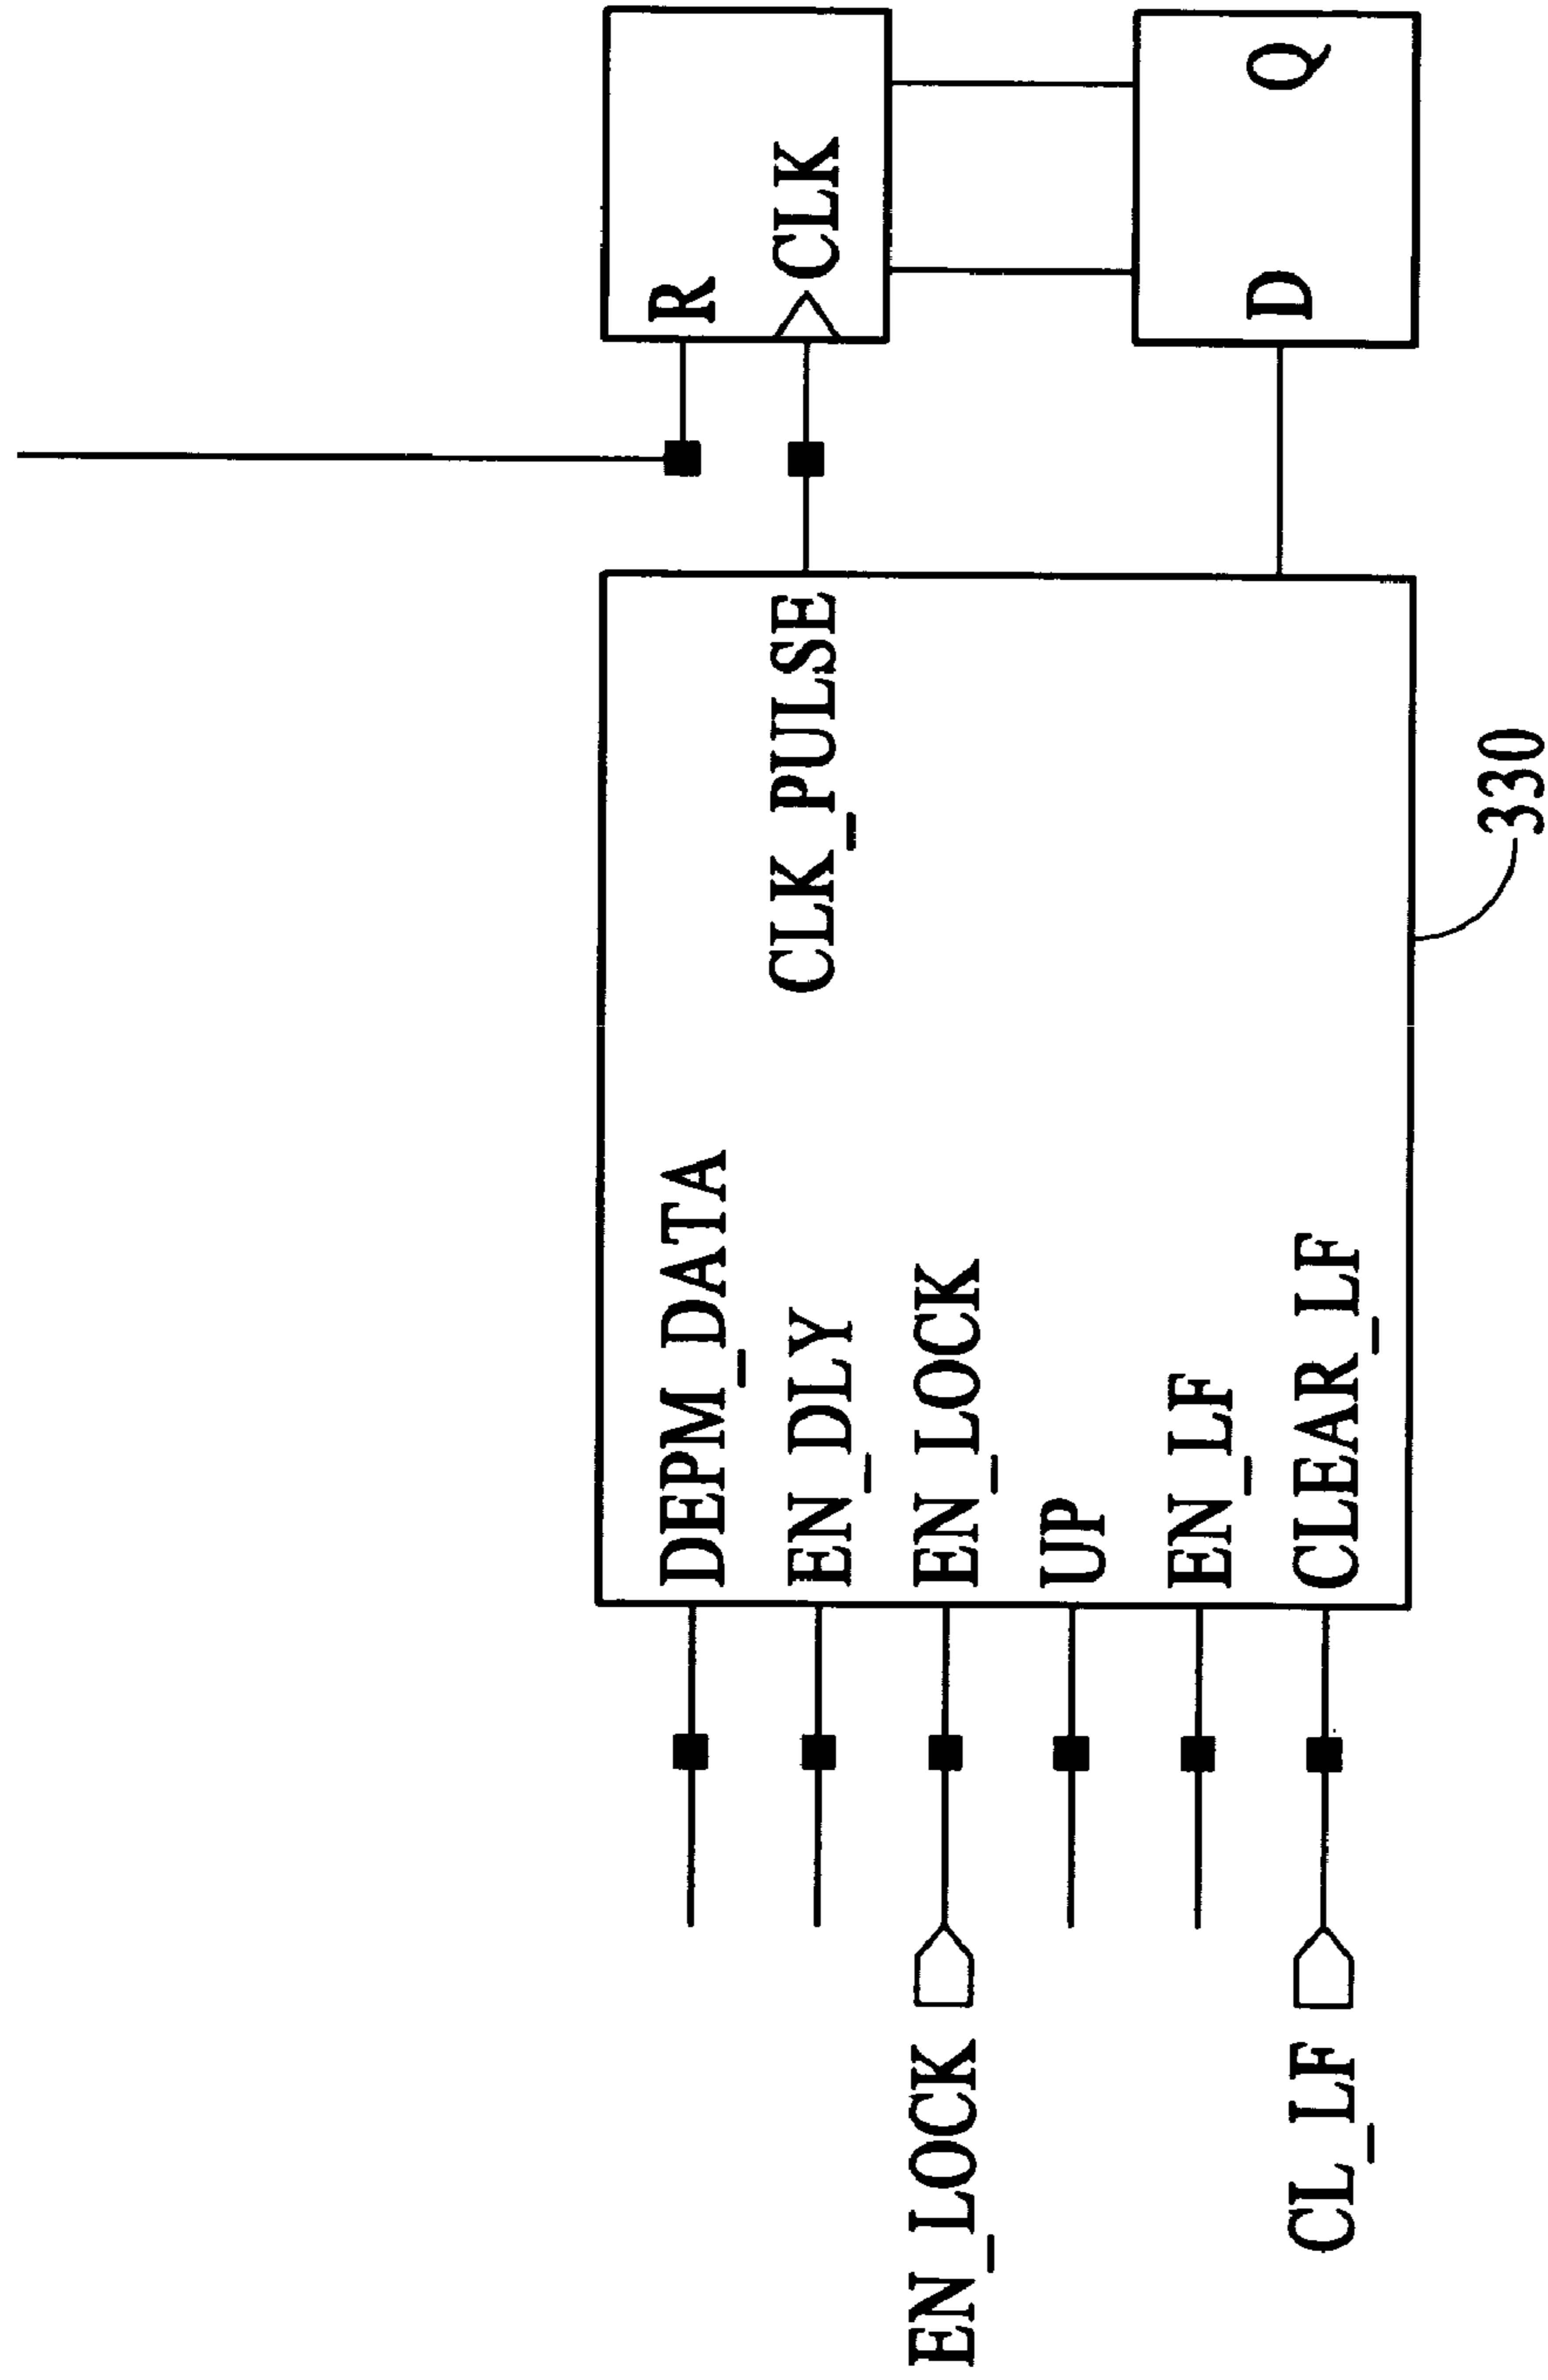 DEPM_DATA
R
CLK_PULSE
CLK
EN_DLY
EN_LOCK
EN_LOCK
UP
EN_LF
D
Q
CL_LF
CLEAR_LF
330